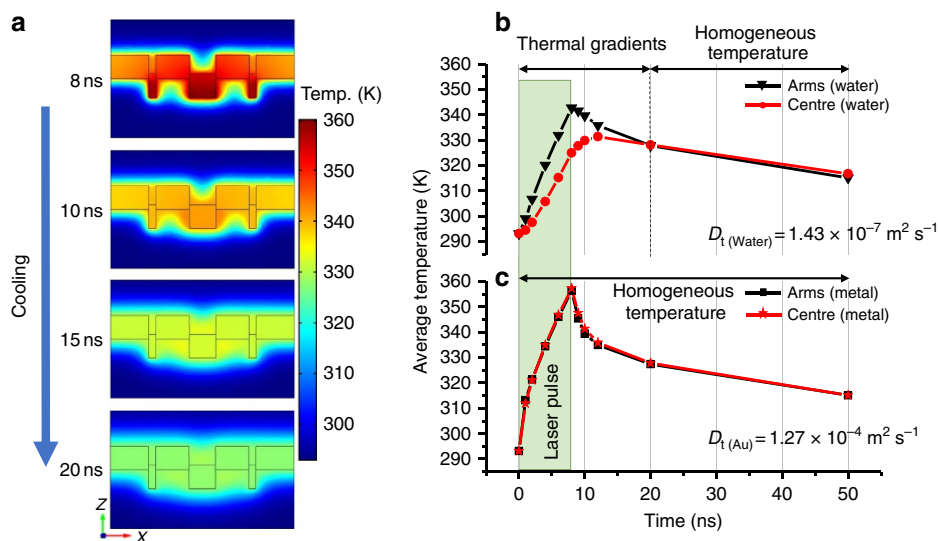 a
8 ns
10 ns
15 ns
20 ns
Cooling
Z
X
Temp. (K)
360
350
340
330
320
310
300
b
Thermal gradients
Homogeneous
temperature
Arms (water)
Centre (water)
360
350
340
330
320
310
300
290
Dt (Water) = 1.43 × 10−7 m2 s−1
Average temperature (K)
c
Homogeneous
temperature
Arms (metal)
Centre (metal)
360
350
340
330
320
310
300
290
Laser pulse
Dt (Au) = 1.27 × 10−4 m2 s−1
0 10 20 30 40 50
Time (ns)